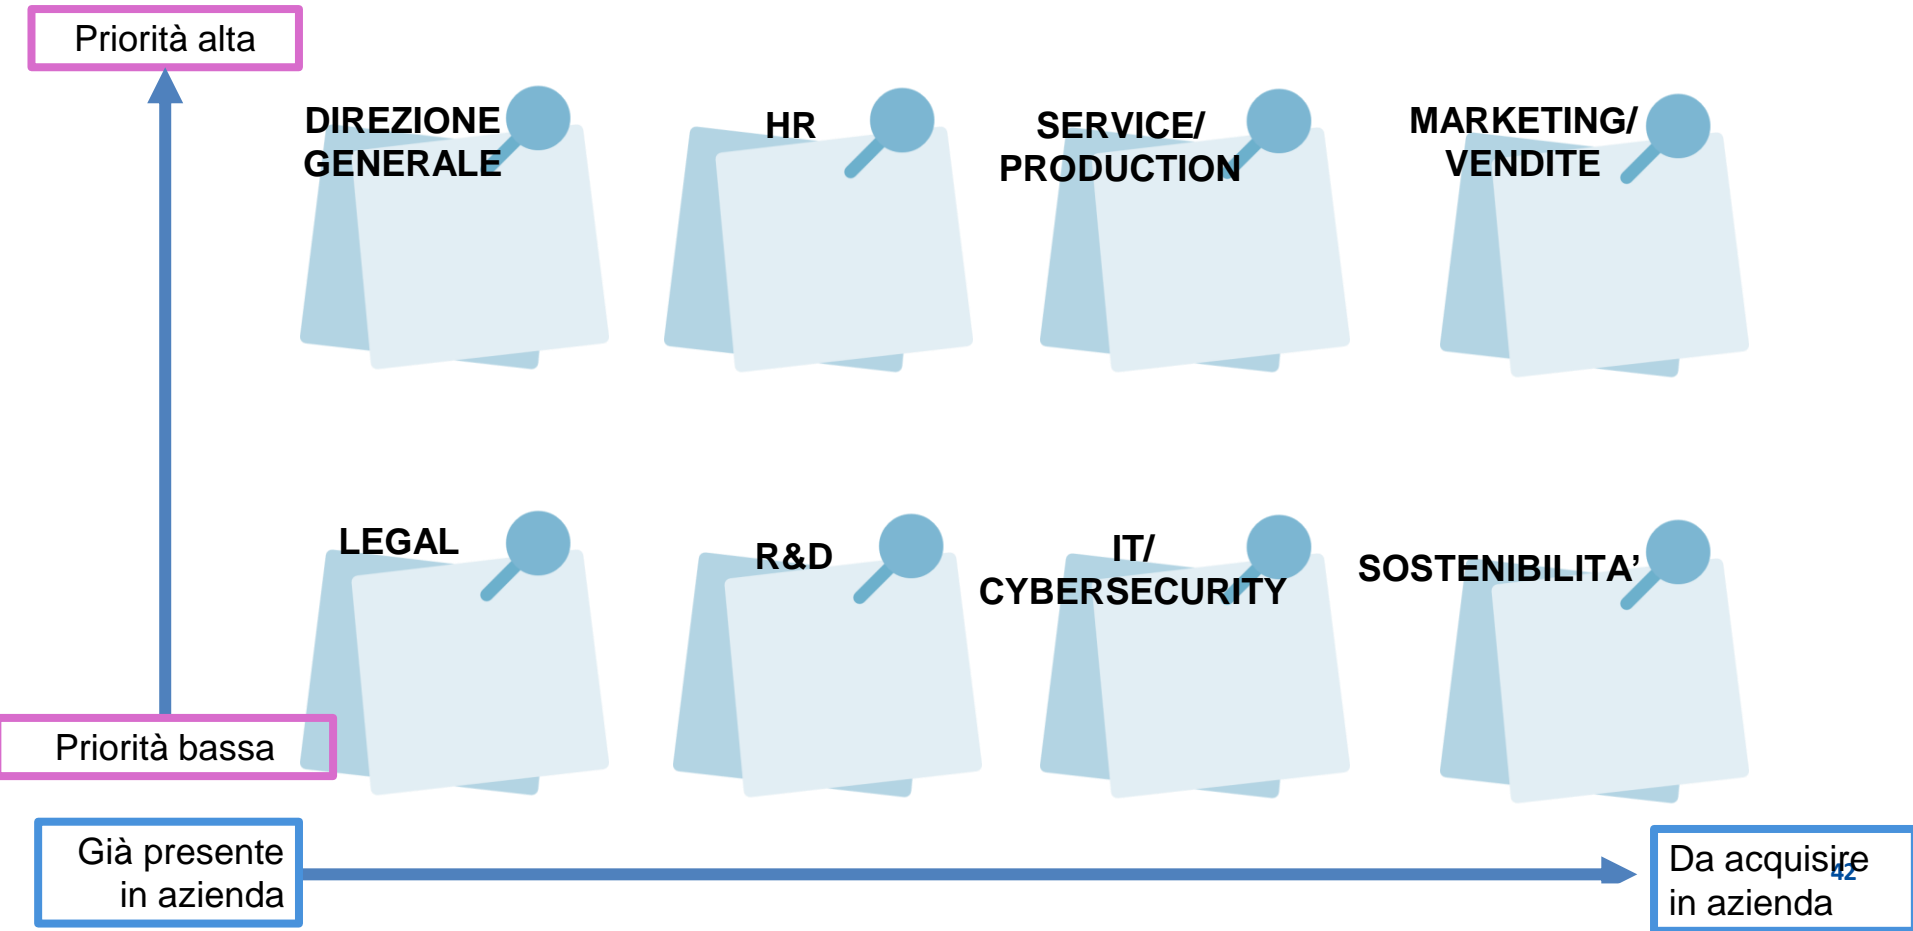 Priorità alta
DIREZIONE
GENERALE
HR
SERVICE/
PRODUCTION
MARKETING/
VENDITE
LEGAL
R&D
IT/
CYBERSECURITY
SOSTENIBILITA’
Priorità bassa
Già presente
in azienda
Da acquisire
in azienda
42